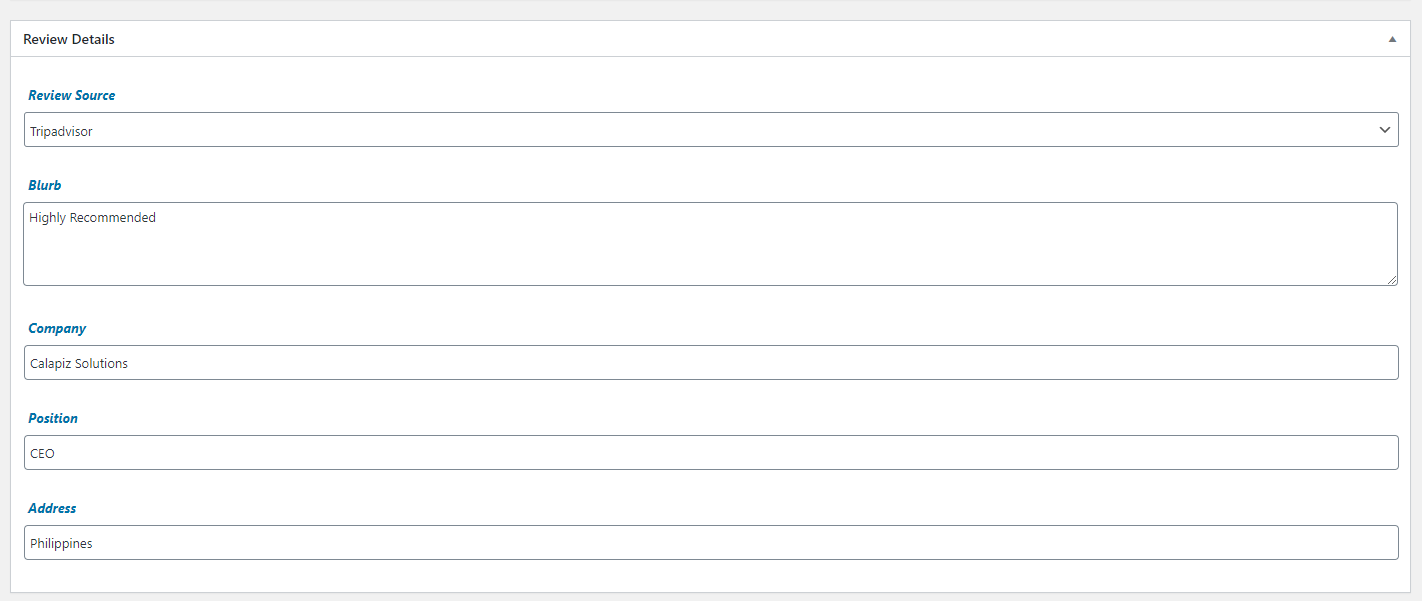 Review Details
Review Source
Tripadvisor
Blurb
Highly Recommended
Company
Calapiz Solutions
Position
CEO
Address
Philippines